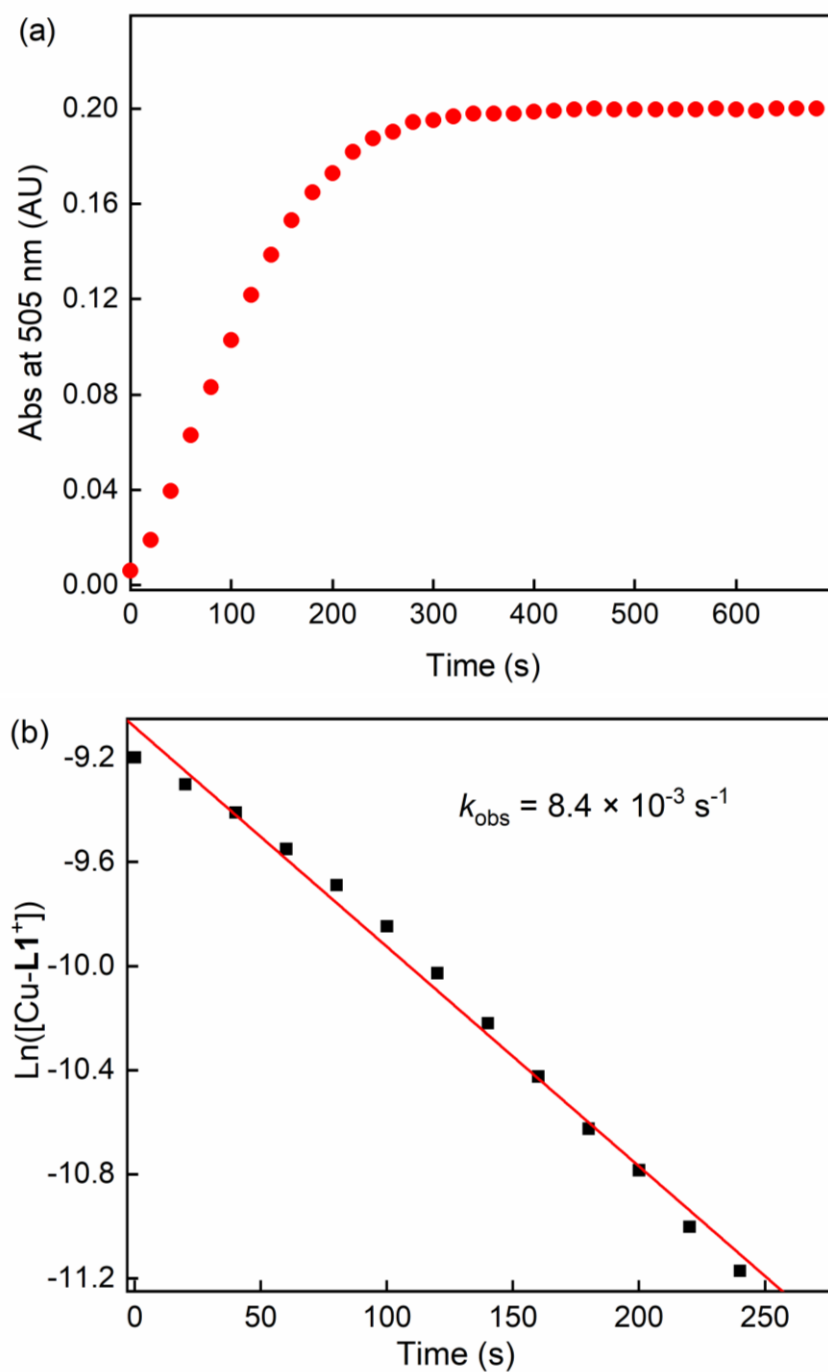 (a)
Abs at 505 nm (AU)
0.20
0.16
0.12
0.08
0.04
0.00
0 100 200 300 400 500 600
Time (s)
(b)
Ln([Cu-L1⁺])
k_obs = 8.4 × 10⁻³ s⁻¹
-9.2
-9.6
-10.0
-10.4
-10.8
-11.2
0 50 100 150 200 250
Time (s)